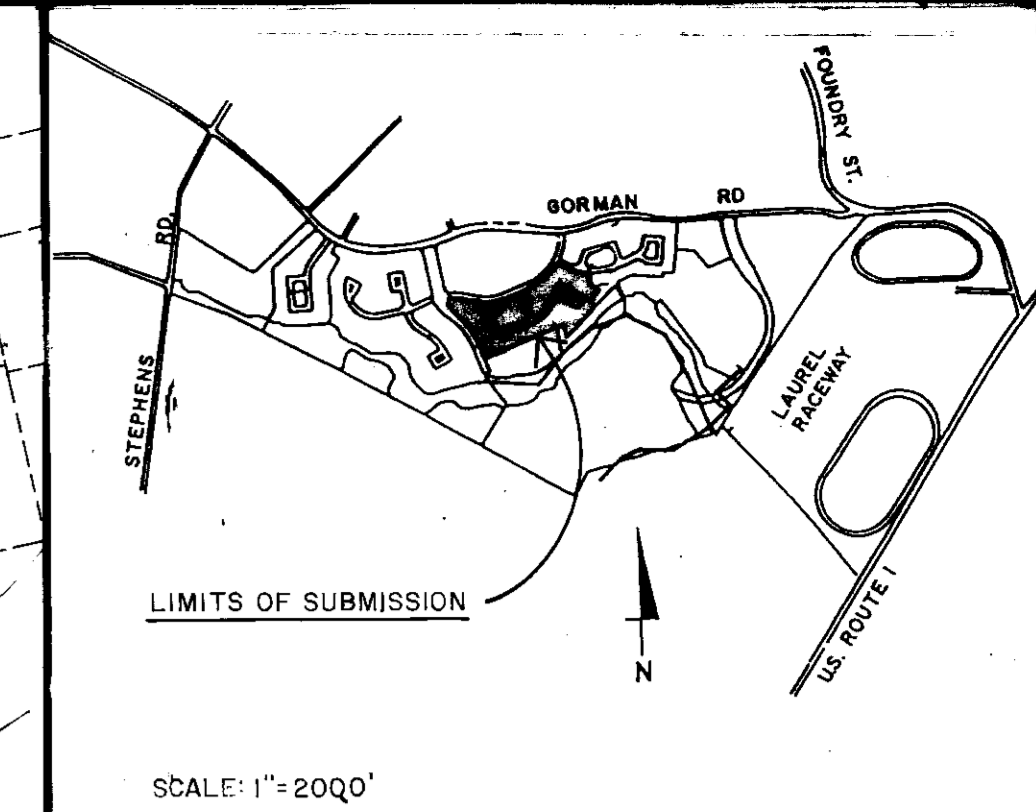 FOUNDRY ST.
GORMAN RD
RD.
STEPHENS
LAUREL
RACEWAY
LIMITS OF SUBMISSION
N
U.S. ROUTE 1
SCALE: 1"=2000'